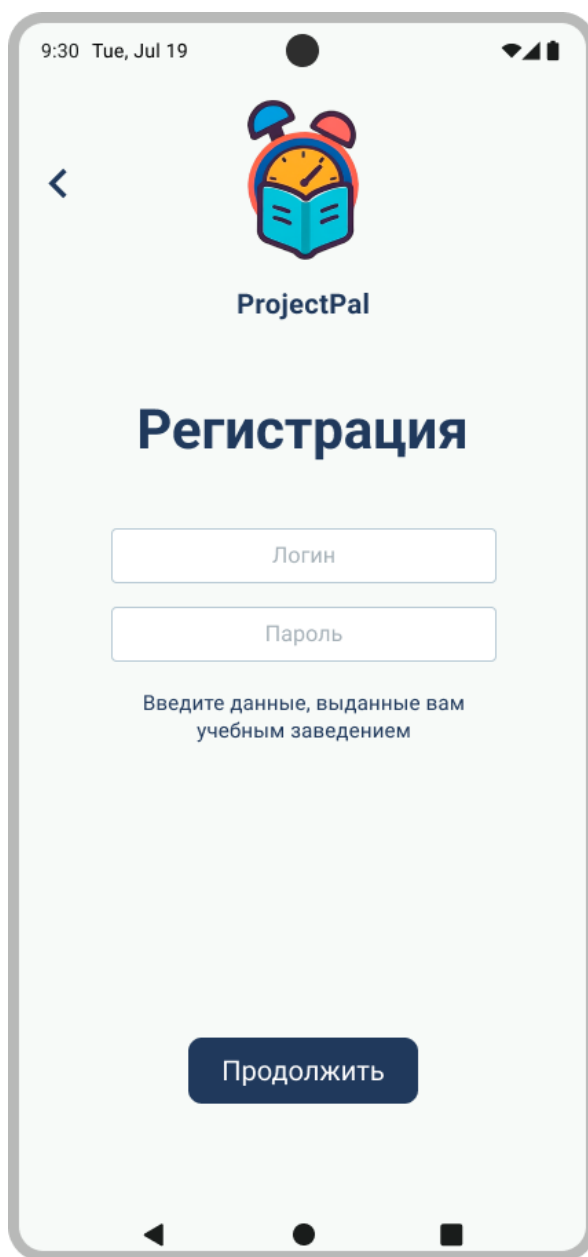 9:30 Tue, Jul 19
ProjectPal
Регистрация
Логин
Пароль
Введите данные, выданные вам
учебным заведением
Продолжить